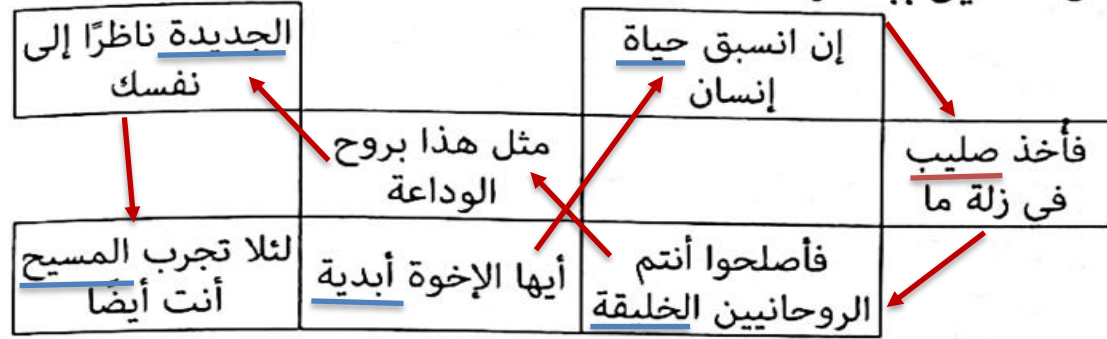 إن انسبق حياة
إنسان
الجديدة ناظرًا إلى
نفسك
فأخذ صليب
في زلة ما
مثل هذا بروح
الوداعة
فأصلحوا أنتم
الروحانيين الخليقة
أيها الإخوة أبدية
لئلا تجرب المسيح
أنت أيضًا